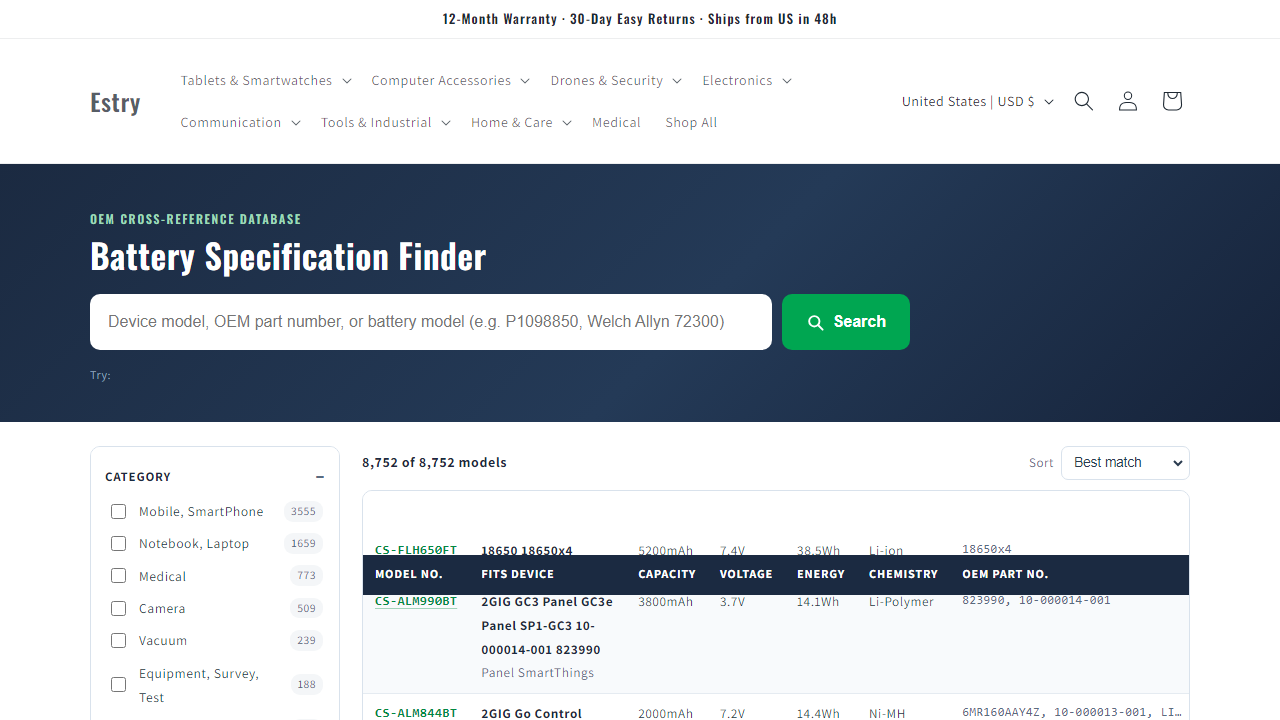 12-Month Warranty · 30-Day Easy Returns · Ships from US in 48h
Estry
Tablets & Smartwatches
Computer Accessories
Drones & Security
Electronics
Communication
Tools & Industrial
Home & Care
Medical
Shop All
United States | USD $
OEM CROSS-REFERENCE DATABASE
Battery Specification Finder
Device model, OEM part number, or battery model (e.g. P1098850, Welch Allyn 72300)
Search
Try:
CATEGORY −
Mobile, SmartPhone 3555
Notebook, Laptop 1659
Medical 773
Camera 509
Vacuum 239
Equipment, Survey,
Test 188
8,752 of 8,752 models
Sort Best match
CS-FLH650FT 18650 18650x4 5200mAh 7.4V 38.5Wh Li-ion 18650x4
MODEL NO. FITS DEVICE CAPACITY VOLTAGE ENERGY CHEMISTRY OEM PART NO.
CS-ALM990BT 2GIG GC3 Panel GC3e 3800mAh 3.7V 14.1Wh Li-Polymer 823990, 10-000014-001
Panel SP1-GC3 10-
000014-001 823990
Panel SmartThings
CS-ALM844BT 2GIG Go Control 2000mAh 7.2V 14.4Wh Ni-MH 6MR160AAY4Z, 10-000013-001, LI…